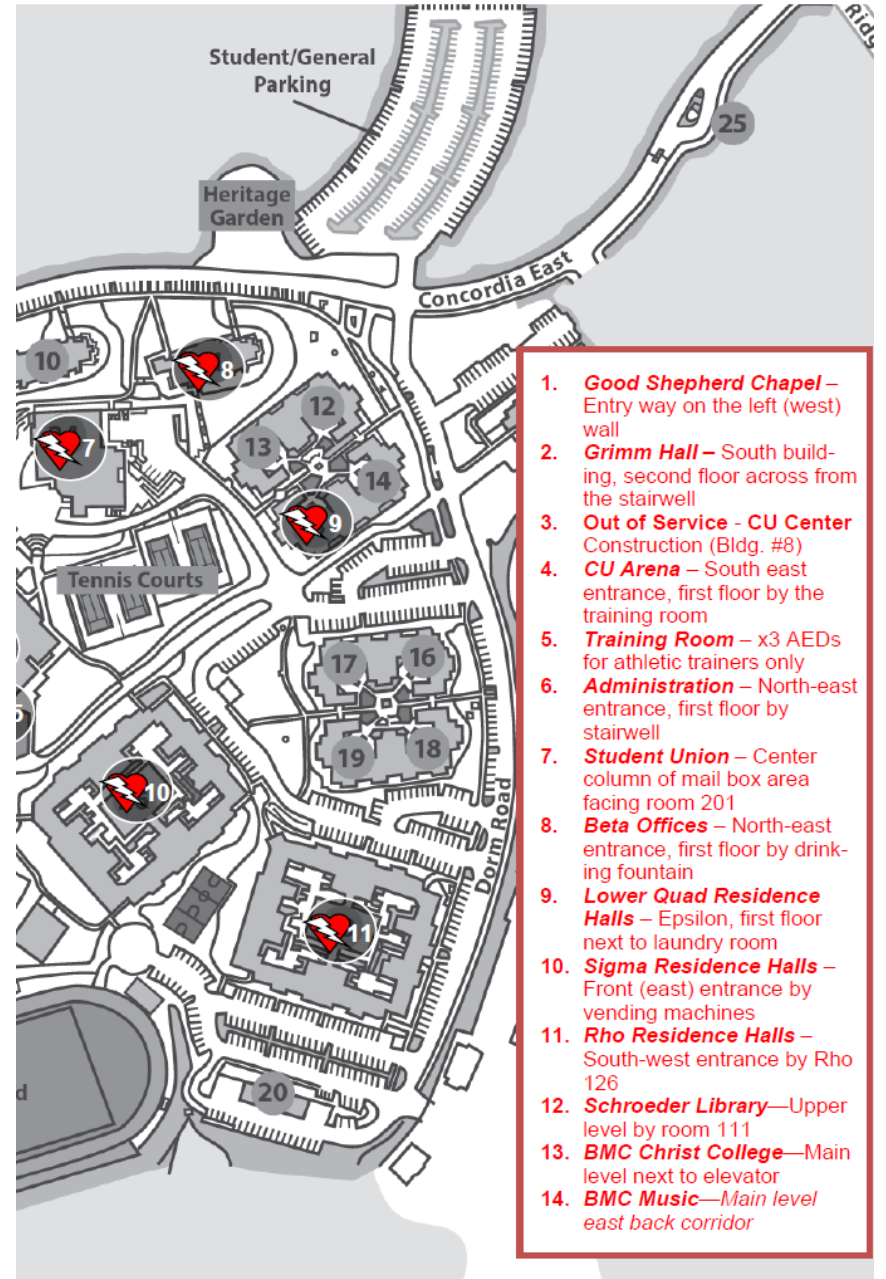 Student/General
Parking
Ridg
25
Heritage
Garden
Concordia East
10
8
12
7
13
14
9
Tennis Courts
17
16
5
19
18
10
Dorm Road
11
d
20
1. Good Shepherd Chapel –
Entry way on the left (west)
wall
2. Grimm Hall – South build-
ing, second floor across from
the stairwell
3. Out of Service - CU Center
Construction (Bldg. #8)
4. CU Arena – South east
entrance, first floor by the
training room
5. Training Room – x3 AEDs
for athletic trainers only
6. Administration – North-east
entrance, first floor by
stairwell
7. Student Union – Center
column of mail box area
facing room 201
8. Beta Offices – North-east
entrance, first floor by drink-
ing fountain
9. Lower Quad Residence
Halls – Epsilon, first floor
next to laundry room
10. Sigma Residence Halls –
Front (east) entrance by
vending machines
11. Rho Residence Halls –
South-west entrance by Rho
126
12. Schroeder Library—Upper
level by room 111
13. BMC Christ College—Main
level next to elevator
14. BMC Music—Main level
east back corridor